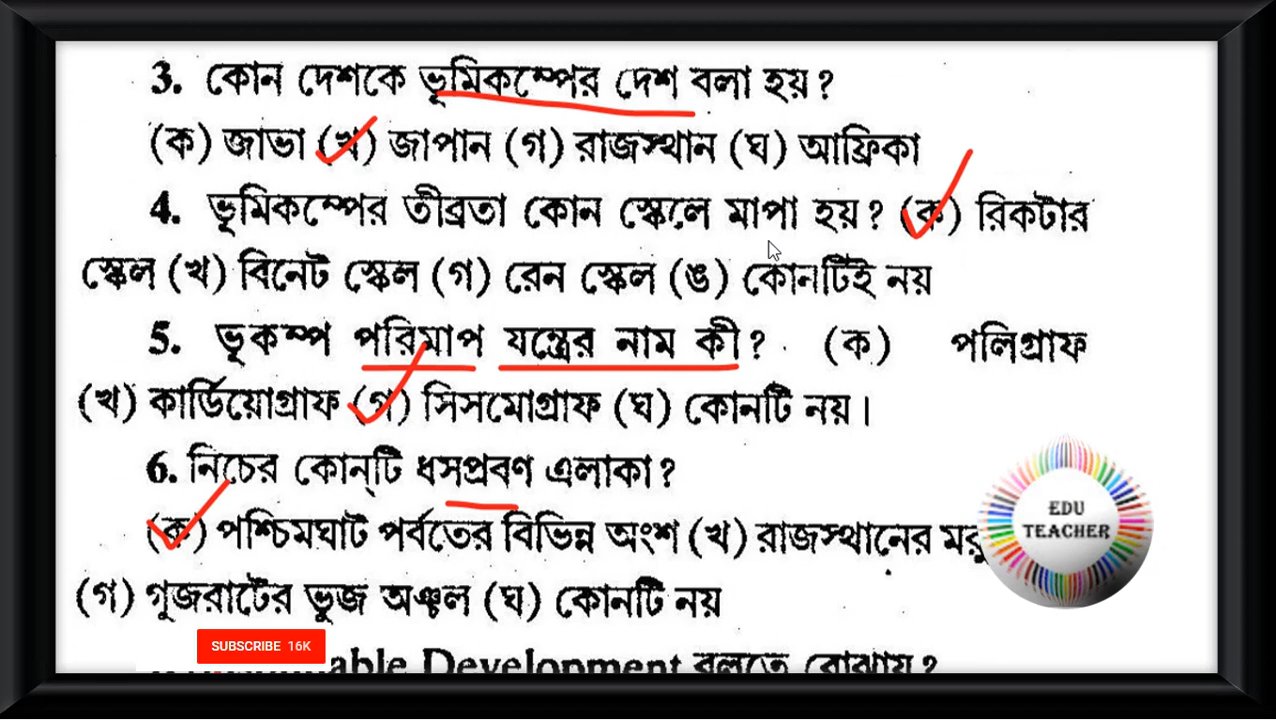 3. কোন দেশকে ভূমিকম্পের দেশ বলা হয়?
(ক) জাভা (খ) জাপান (গ) রাজস্থান (ঘ) আফ্রিকা
4. ভূমিকম্পের তীব্রতা কোন স্কেলে মাপা হয়? (ক) রিকটার
স্কেল (খ) বিনেট স্কেল (গ) রেন স্কেল (ঙ) কোনটিই নয়
5. ভূকম্প পরিমাপ যন্ত্রের নাম কী? (ক) পলিগ্রাফ
(খ) কার্ডিয়োগ্রাফ (গ) সিসমোগ্রাফ (ঘ) কোনটি নয়।
6. নিচের কোন্‌টি ধসপ্রবণ এলাকা?
(ক) পশ্চিমঘাট পর্বতের বিভিন্ন অংশ (খ) রাজস্থানের
(গ) গুজরাটের ভুজ অঞ্চল (ঘ) কোনটি নয়
Development বলতে বোঝায়?
EDU
TEACHER
SUBSCRIBE 16K